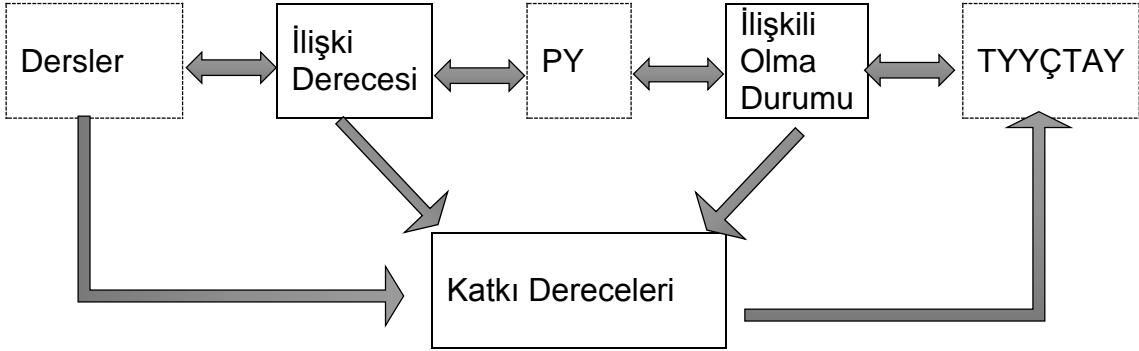 Dersler
İlişki
Derecesi
PY
İlişkili
Olma
Durumu
TYYÇTAY
Katkı Dereceleri